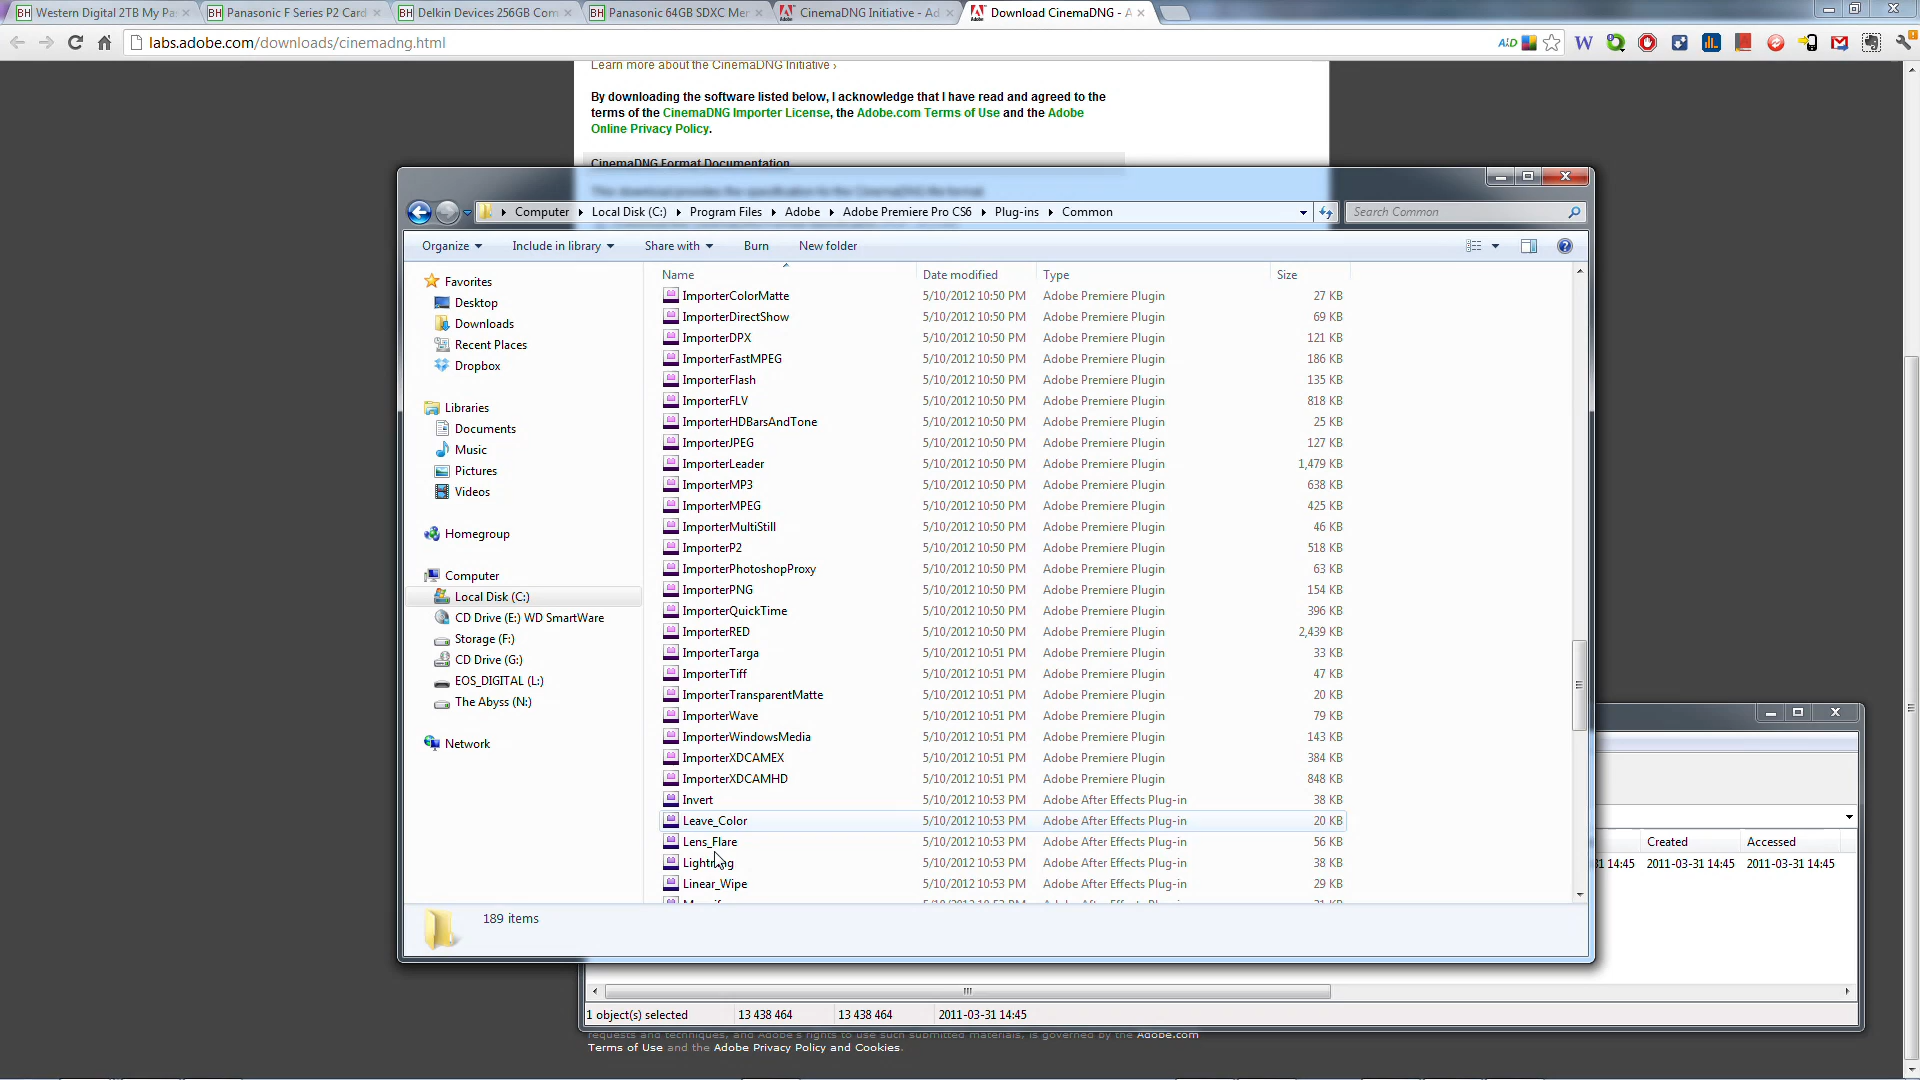 Western Digital 2TB My Pa
Panasonic F Series P2 Card
Delkin Devices 256GB Com
Panasonic 64GB SDXC Mer
CinemaDNG Initiative - Ad
Download CinemaDNG - A
labs.adobe.com/downloads/cinemadng.html
Learn more about the CinemaDNG Initiative ›
By downloading the software listed below, I acknowledge that I have read and agreed to the
terms of the CinemaDNG Importer License, the Adobe.com Terms of Use and the Adobe
Online Privacy Policy.
CinemaDNG Format Documentation
Computer Local Disk (C:) Program Files Adobe Adobe Premiere Pro CS6 Plug-ins Common
Search Common
Organize Include in library Share with Burn New folder
Favorites
Desktop
Downloads
Recent Places
Dropbox
Libraries
Documents
Music
Pictures
Videos
Homegroup
Computer
Local Disk (C:)
CD Drive (E:) WD SmartWare
Storage (F:)
CD Drive (G:)
EOS_DIGITAL (L:)
The Abyss (N:)
Network
Name Date modified Type Size
ImporterColorMatte 5/10/2012 10:50 PM Adobe Premiere Plugin 27 KB
ImporterDirectShow 5/10/2012 10:50 PM Adobe Premiere Plugin 69 KB
ImporterDPX 5/10/2012 10:50 PM Adobe Premiere Plugin 121 KB
ImporterFastMPEG 5/10/2012 10:50 PM Adobe Premiere Plugin 186 KB
ImporterFlash 5/10/2012 10:50 PM Adobe Premiere Plugin 135 KB
ImporterFLV 5/10/2012 10:50 PM Adobe Premiere Plugin 818 KB
ImporterHDBarsAndTone 5/10/2012 10:50 PM Adobe Premiere Plugin 25 KB
ImporterJPEG 5/10/2012 10:50 PM Adobe Premiere Plugin 127 KB
ImporterLeader 5/10/2012 10:50 PM Adobe Premiere Plugin 1,479 KB
ImporterMP3 5/10/2012 10:50 PM Adobe Premiere Plugin 638 KB
ImporterMPEG 5/10/2012 10:50 PM Adobe Premiere Plugin 425 KB
ImporterMultiStill 5/10/2012 10:50 PM Adobe Premiere Plugin 46 KB
ImporterP2 5/10/2012 10:50 PM Adobe Premiere Plugin 518 KB
ImporterPhotoshopProxy 5/10/2012 10:50 PM Adobe Premiere Plugin 63 KB
ImporterPNG 5/10/2012 10:50 PM Adobe Premiere Plugin 154 KB
ImporterQuickTime 5/10/2012 10:50 PM Adobe Premiere Plugin 396 KB
ImporterRED 5/10/2012 10:50 PM Adobe Premiere Plugin 2,439 KB
ImporterTarga 5/10/2012 10:51 PM Adobe Premiere Plugin 33 KB
ImporterTiff 5/10/2012 10:51 PM Adobe Premiere Plugin 47 KB
ImporterTransparentMatte 5/10/2012 10:51 PM Adobe Premiere Plugin 20 KB
ImporterWave 5/10/2012 10:51 PM Adobe Premiere Plugin 79 KB
ImporterWindowsMedia 5/10/2012 10:51 PM Adobe Premiere Plugin 143 KB
ImporterXDCAMEX 5/10/2012 10:51 PM Adobe Premiere Plugin 384 KB
ImporterXDCAMHD 5/10/2012 10:51 PM Adobe Premiere Plugin 848 KB
Invert 5/10/2012 10:53 PM Adobe After Effects Plug-in 38 KB
Leave_Color 5/10/2012 10:53 PM Adobe After Effects Plug-in 20 KB
Lens_Flare 5/10/2012 10:53 PM Adobe After Effects Plug-in 56 KB
Lightning 5/10/2012 10:53 PM Adobe After Effects Plug-in 38 KB
Linear_Wipe 5/10/2012 10:53 PM Adobe After Effects Plug-in 29 KB
189 items
Created Accessed
31 14:45 2011-03-31 14:45 2011-03-31 14:45
1 object(s) selected 13 438 464 13 438 464 2011-03-31 14:45
requests and techniques, and Adobe's rights to use such submitted materials, is governed by the Adobe.com
Terms of Use and the Adobe Privacy Policy and Cookies.